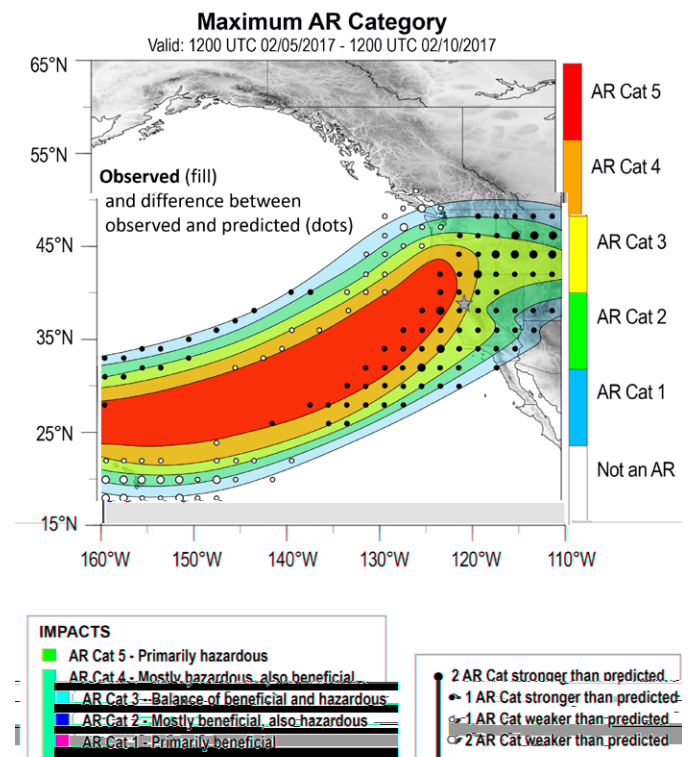 Maximum AR Category
Valid: 1200 UTC 02/05/2017 - 1200 UTC 02/10/2017
65°N
55°N
45°N
35°N
25°N
15°N
Observed (fill)
and difference between
observed and predicted (dots)
160°W 150°W 140°W 130°W 120°W 110°W
AR Cat 5
AR Cat 4
AR Cat 3
AR Cat 2
AR Cat 1
Not an AR
IMPACTS
AR Cat 5 - Primarily hazardous
AR Cat 4 - Mostly hazardous, also beneficial
AR Cat 3 - Balance of beneficial and hazardous
AR Cat 2 - Mostly beneficial, also hazardous
AR Cat 1 - Primarily beneficial
2 AR Cat stronger than predicted
1 AR Cat stronger than predicted
1 AR Cat weaker than predicted
2 AR Cat weaker than predicted